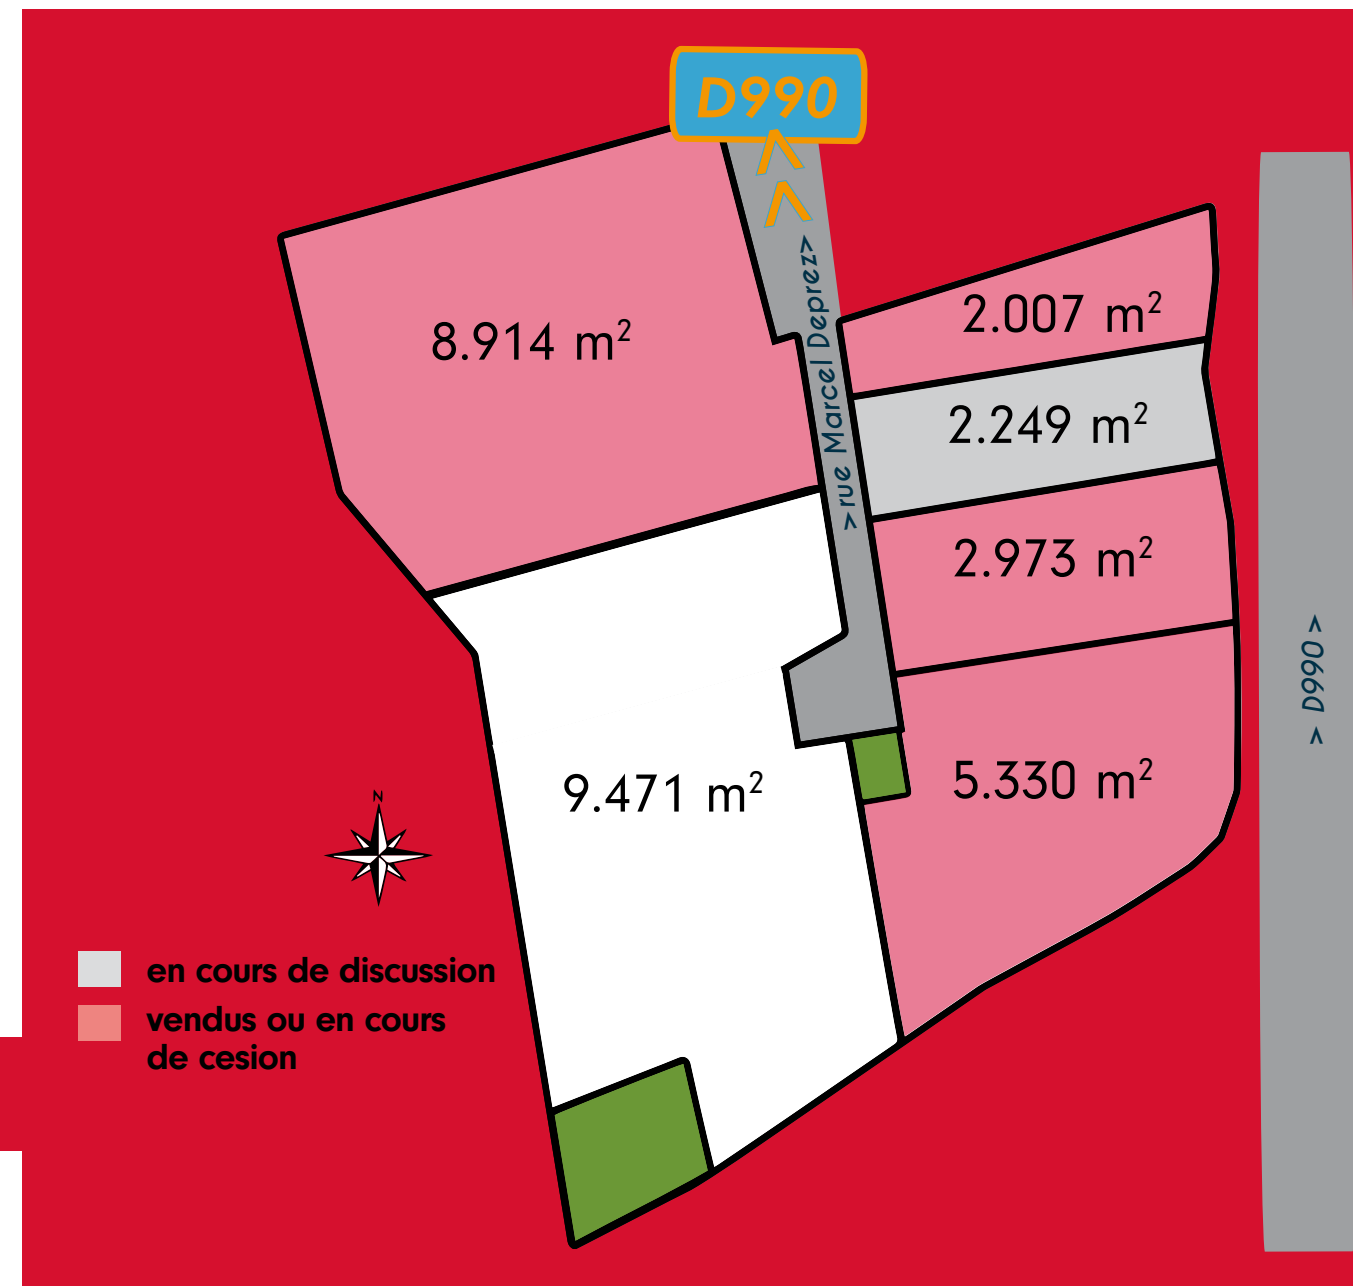 D990
>rue Marcel Deprez>
2.007 m²
8.914 m²
2.249 m²
2.973 m²
> D990 >
5.330 m²
9.471 m²
N
en cours de discussion
vendus ou en cours
de cesion